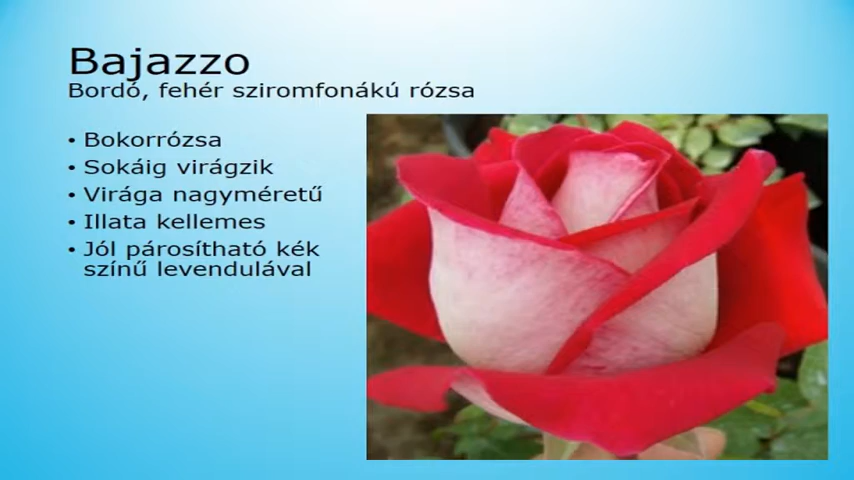 Bajazzo
Bordó, fehér sziromfonákú rózsa
• Bokorrózsa
• Sokáig virágzik
• Virága nagyméretű
• Illata kellemes
• Jól párosítható kék
színű levendulával